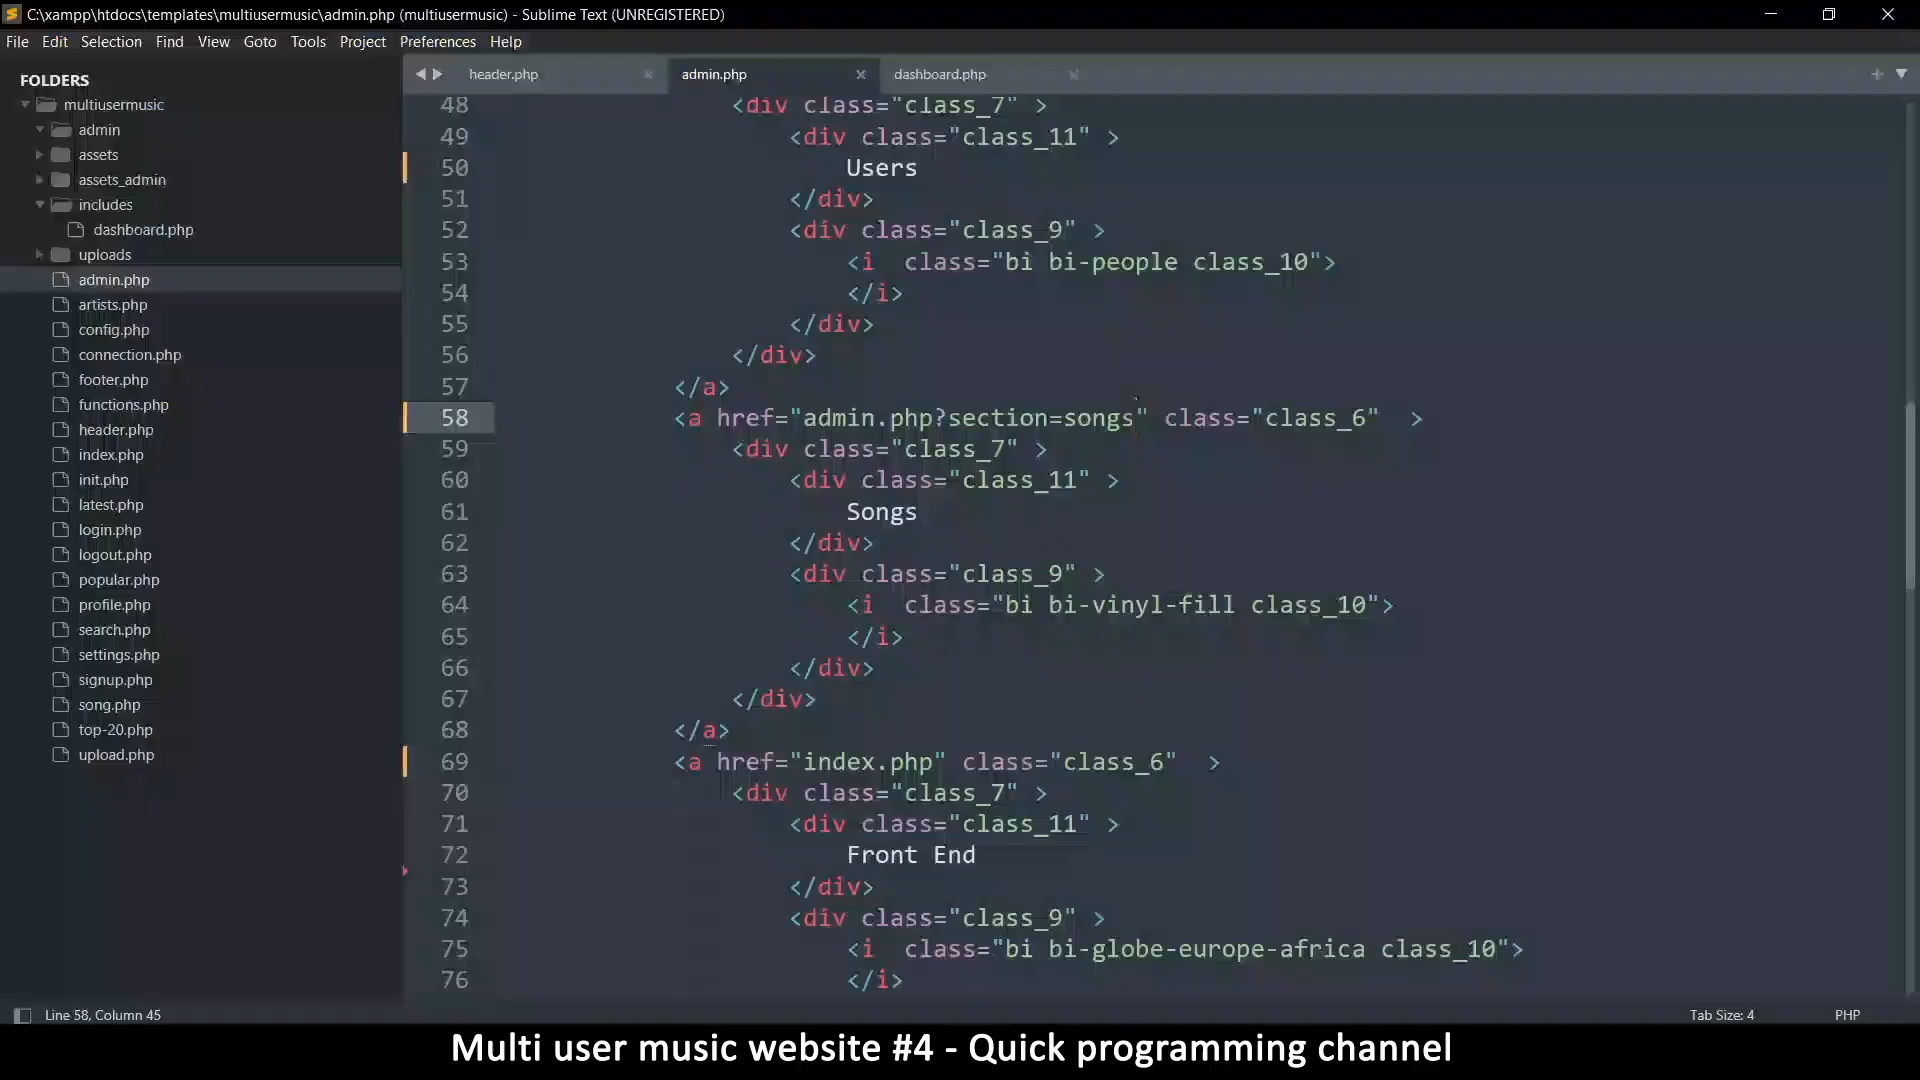 C:\xampp\htdocs\templates\multiusermusic\admin.php (multiusermusic) - Sublime Text (UNREGISTERED)
File Edit Selection Find View Goto Tools Project Preferences Help
FOLDERS
multiusermusic
admin
assets
assets_admin
includes
dashboard.php
uploads
admin.php
artists.php
config.php
connection.php
footer.php
functions.php
header.php
index.php
init.php
latest.php
login.php
logout.php
popular.php
profile.php
search.php
settings.php
signup.php
song.php
top-20.php
upload.php
header.php admin.php dashboard.php
48 <div class="class_7" >
49 <div class="class_11" >
50 Users
51 </div>
52 <div class="class_9" >
53 <i  class="bi bi-people class_10">
54 </i>
55 </div>
56 </div>
57 </a>
58 <a href="admin.php?section=songs" class="class_6"  >
59 <div class="class_7" >
60 <div class="class_11" >
61 Songs
62 </div>
63 <div class="class_9" >
64 <i  class="bi bi-vinyl-fill class_10">
65 </i>
66 </div>
67 </div>
68 </a>
69 <a href="index.php" class="class_6"  >
70 <div class="class_7" >
71 <div class="class_11" >
72 Front End
73 </div>
74 <div class="class_9" >
75 <i  class="bi bi-globe-europe-africa class_10">
76 </i>
Line 58, Column 45 Tab Size: 4 PHP
Multi user music website #4 - Quick programming channel